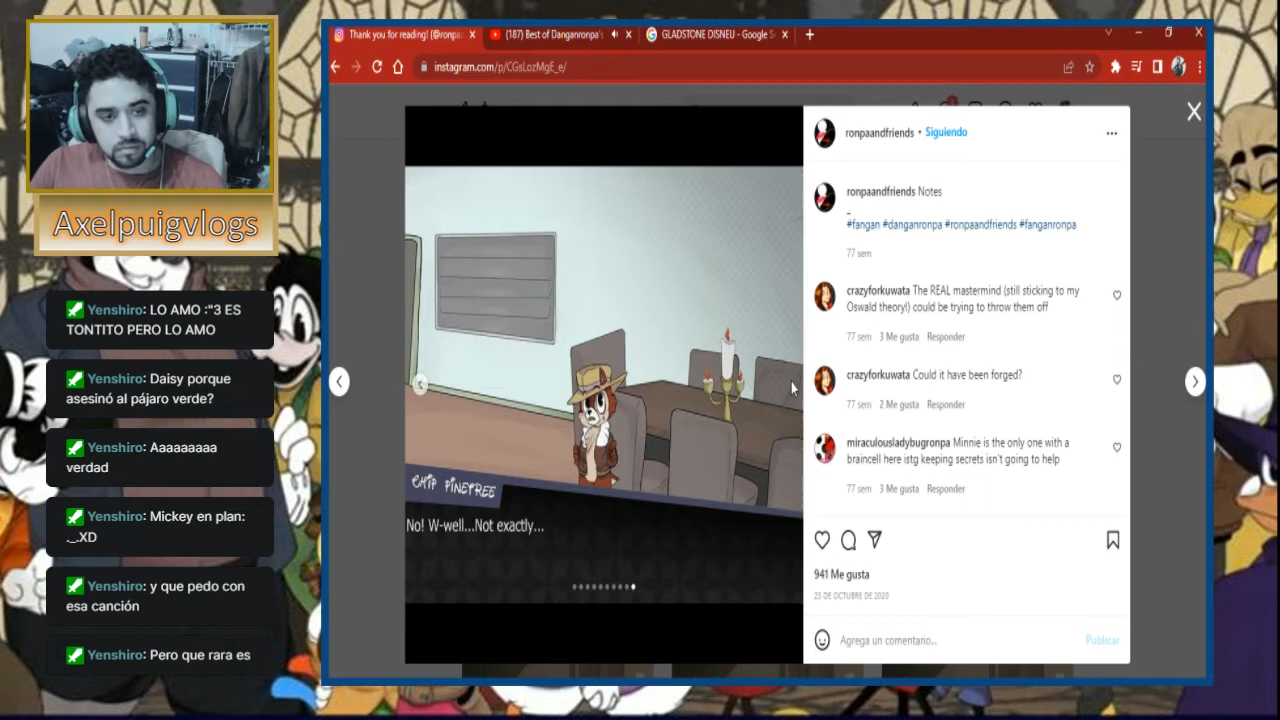 Axelpuigvlogs
Yenshiro: LO AMO :"3 ES
TONTITO PERO LO AMO
Yenshiro: Daisy porque
asesinó al pájaro verde?
Yenshiro: Aaaaaaaaa
verdad
Yenshiro: Mickey en plan:
._.XD
Yenshiro: y que pedo con
esa canción
Yenshiro: Pero que rara es
Thank you for reading! (@ronpa
(187) Best of Danganronpa's
GLADSTONE DISNEU - Google S
instagram.com/p/CGsLozMgE_e/
CHIP PINETREE
No! W-well...Not exactly...
ronpaandfriends • Siguiendo
ronpaandfriends Notes
_
#fangan #danganronpa #ronpaandfriends #fanganronpa
77 sem
crazyforkuwata The REAL mastermind (still sticking to my
Oswald theory!) could be trying to throw them off
77 sem 3 Me gusta Responder
crazyforkuwata Could it have been forged?
77 sem 2 Me gusta Responder
miraculousladybugronpa Minnie is the only one with a
braincell here istg keeping secrets isn't going to help
77 sem 3 Me gusta Responder
941 Me gusta
23 DE OCTUBRE DE 2020
Agrega un comentario...
Publicar